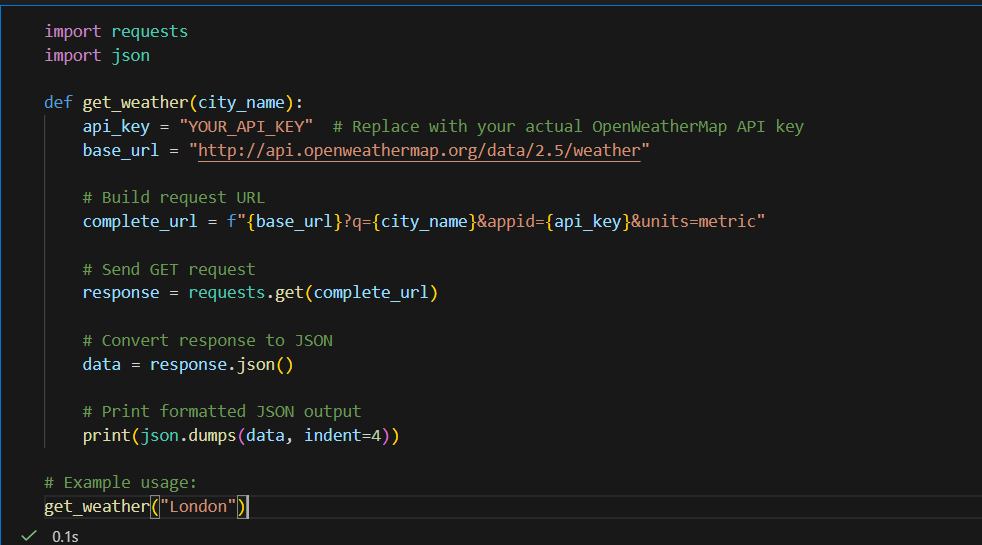 import requests
import json
def get_weather(city_name):
api_key = "YOUR_API_KEY"  # Replace with your actual OpenWeatherMap API key
base_url = "http://api.openweathermap.org/data/2.5/weather"
# Build request URL
complete_url = f"{base_url}?q={city_name}&appid={api_key}&units=metric"
# Send GET request
response = requests.get(complete_url)
# Convert response to JSON
data = response.json()
# Print formatted JSON output
print(json.dumps(data, indent=4))
# Example usage:
get_weather("London")
0.1s